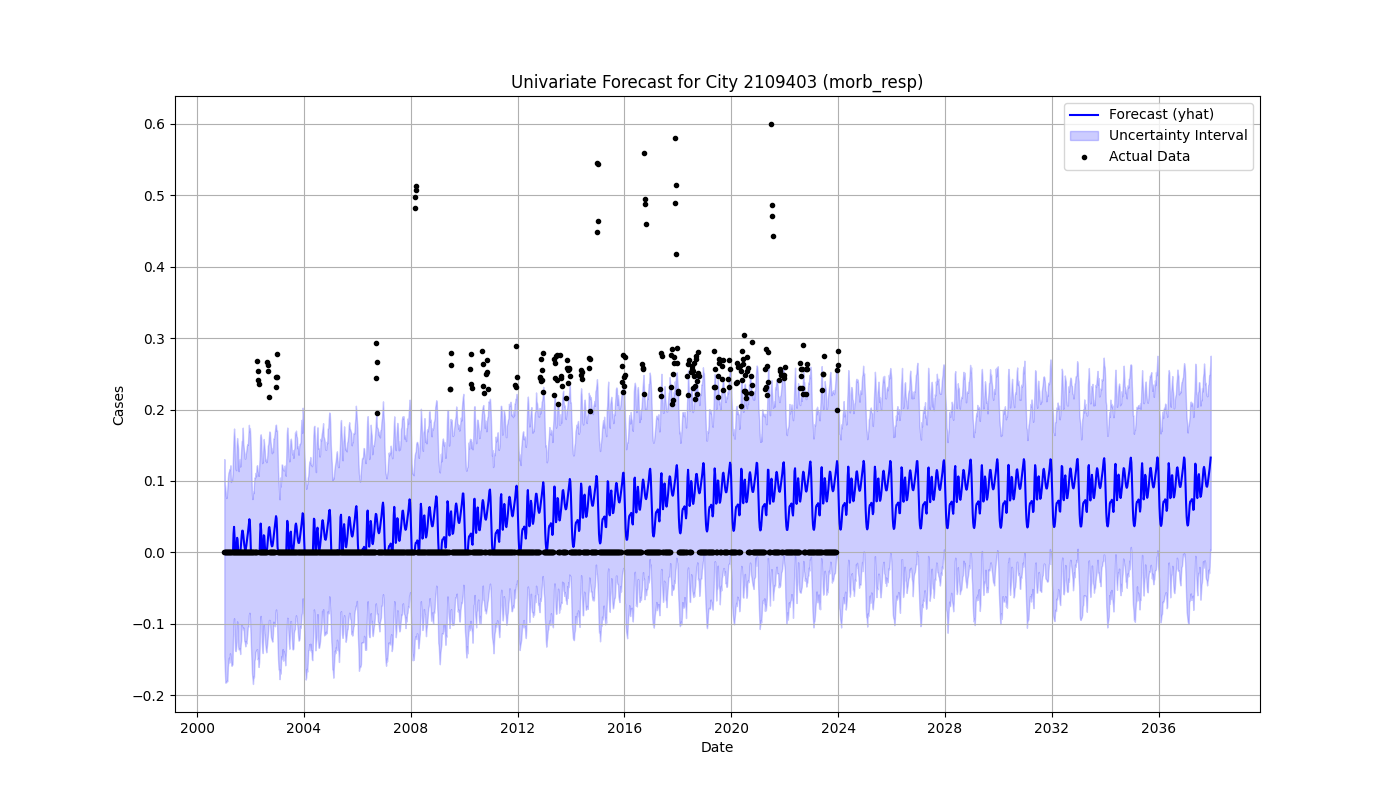 Univariate Forecast for City 2109403 (morb_resp)
Forecast (yhat)
Uncertainty Interval
Actual Data
Cases
0.6
0.5
0.4
0.3
0.2
0.1
0.0
−0.1
−0.2
2000 2004 2008 2012 2016 2020 2024 2028 2032 2036
Date